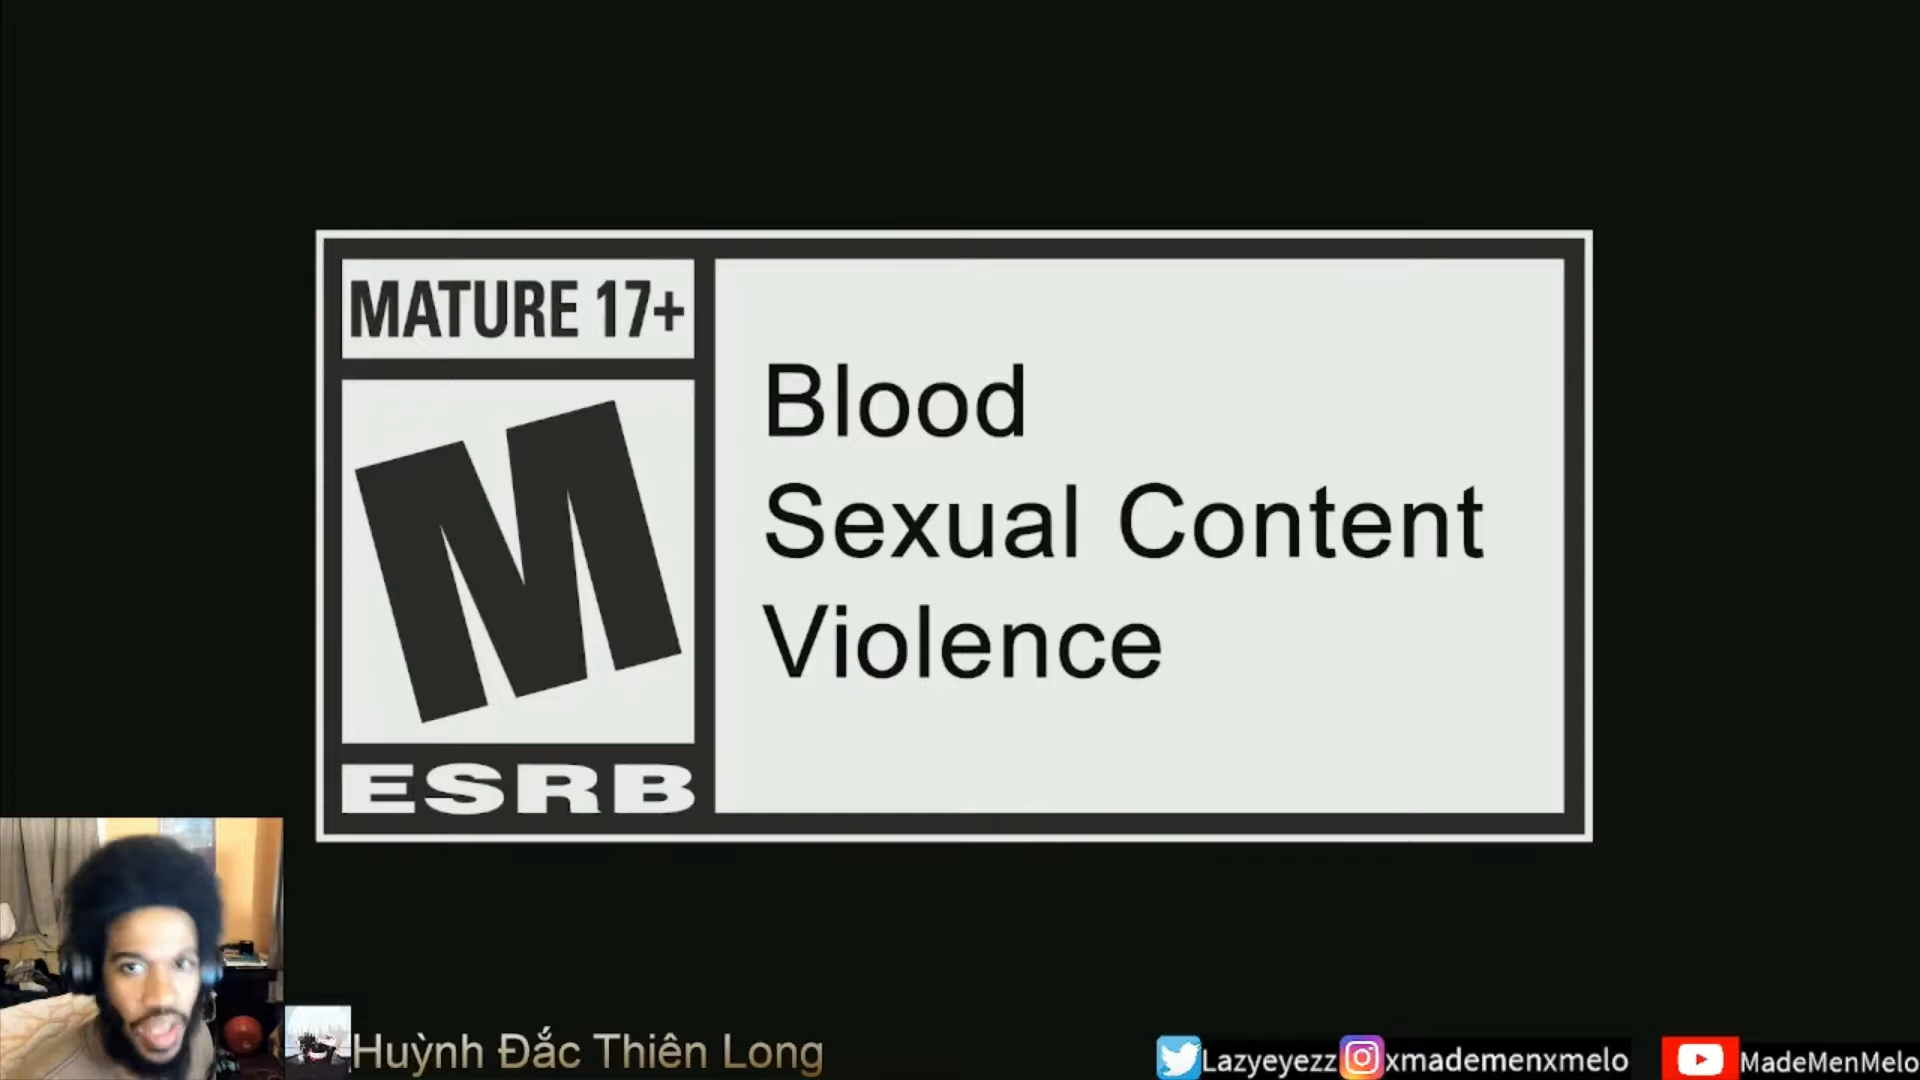 MATURE 17+
M
ESRB
Blood
Sexual Content
Violence
Huỳnh Đắc Thiên Long
Lazyeyezz
xmademenxmelo
MadeMenMelo